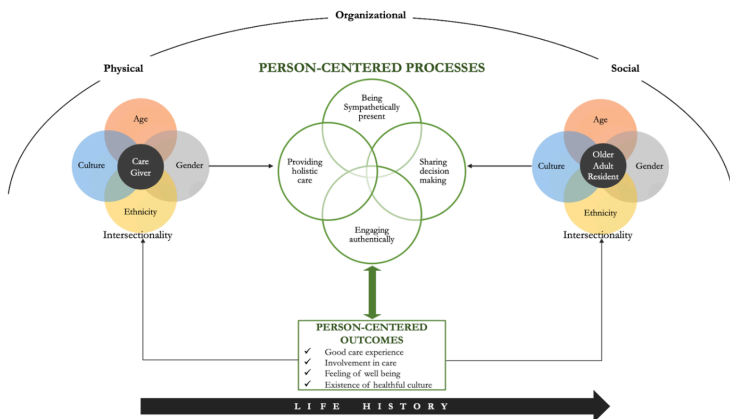 Organizational
Physical
Social
PERSON-CENTERED PROCESSES
Age
Culture
Care
Giver
Gender
Ethnicity
Intersectionality
Being
Sympathetically
present
Providing
holistic
care
Sharing
decision
making
Engaging
authentically
Age
Culture
Older
Adult
Resident
Gender
Ethnicity
Intersectionality
PERSON-CENTERED
OUTCOMES
✓ Good care experience
✓ Involvement in care
✓ Feeling of well being
✓ Existence of healthful culture
LIFE HISTORY